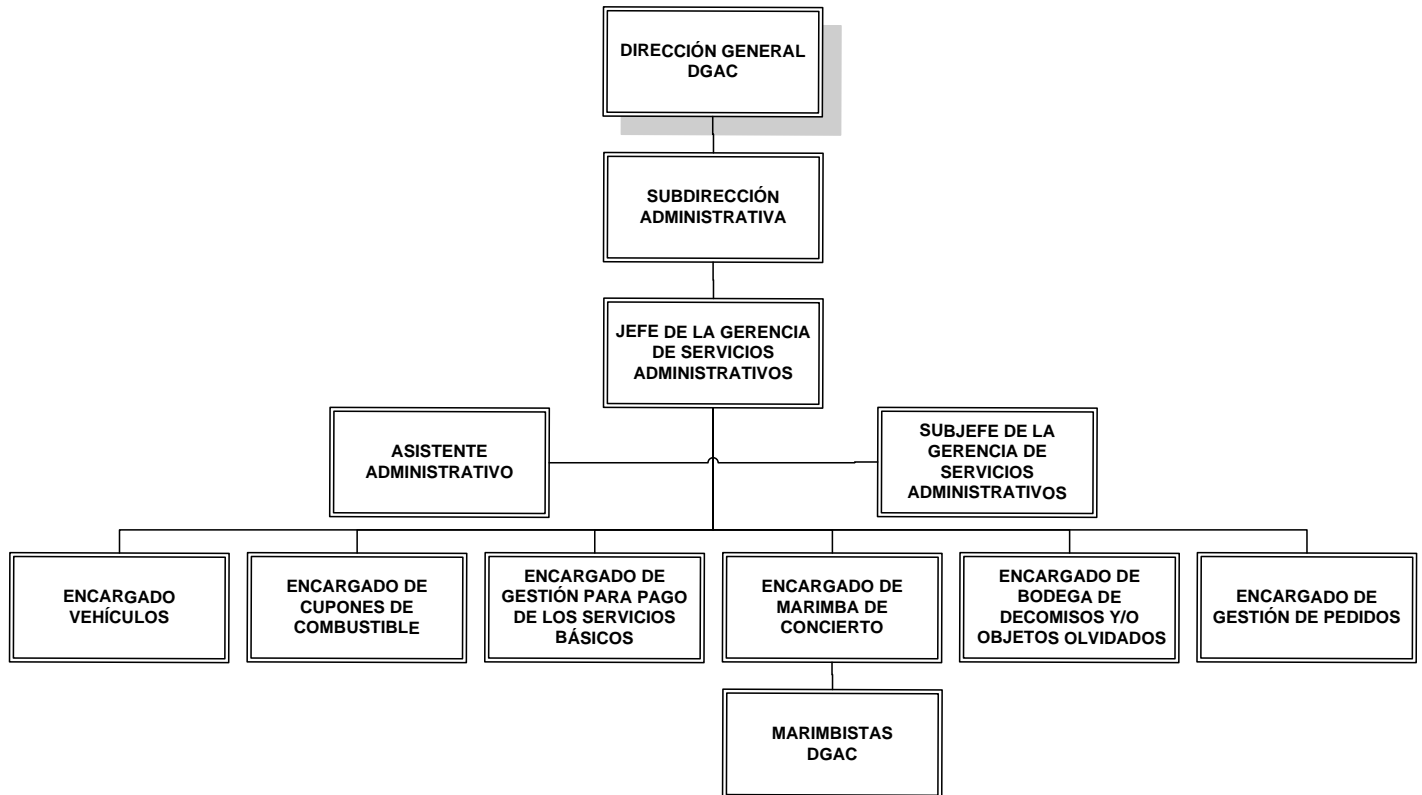 DIRECCIÓN GENERAL
DGAC
SUBDIRECCIÓN
ADMINISTRATIVA
JEFE DE LA GERENCIA
DE SERVICIOS
ADMINISTRATIVOS
ASISTENTE
ADMINISTRATIVO
SUBJEFE DE LA
GERENCIA DE
SERVICIOS
ADMINISTRATIVOS
ENCARGADO
VEHÍCULOS
ENCARGADO DE
CUPONES DE
COMBUSTIBLE
ENCARGADO DE
GESTIÓN PARA PAGO
DE LOS SERVICIOS
BÁSICOS
ENCARGADO DE
MARIMBA DE
CONCIERTO
ENCARGADO DE
BODEGA DE
DECOMISOS Y/O
OBJETOS OLVIDADOS
ENCARGADO DE
GESTIÓN DE PEDIDOS
MARIMBISTAS
DGAC